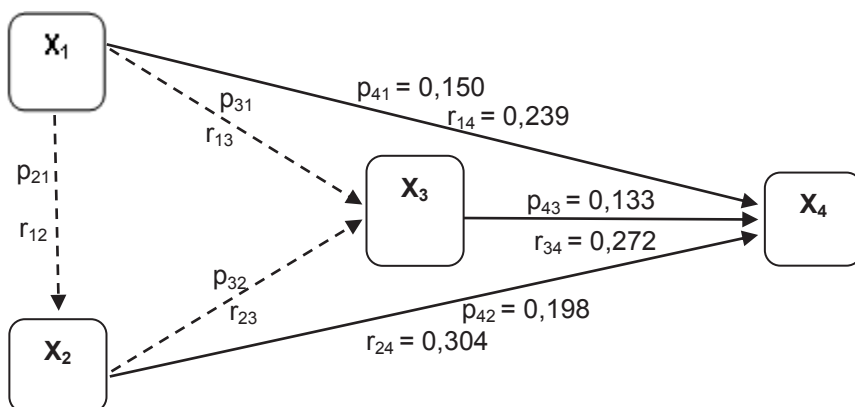 X₁
p₄₁ = 0,150
r₁₄ = 0,239
p₃₁
r₁₃
p₂₁
r₁₂
X₃
p₄₃ = 0,133
r₃₄ = 0,272
X₄
p₃₂
r₂₃
p₄₂ = 0,198
r₂₄ = 0,304
X₂